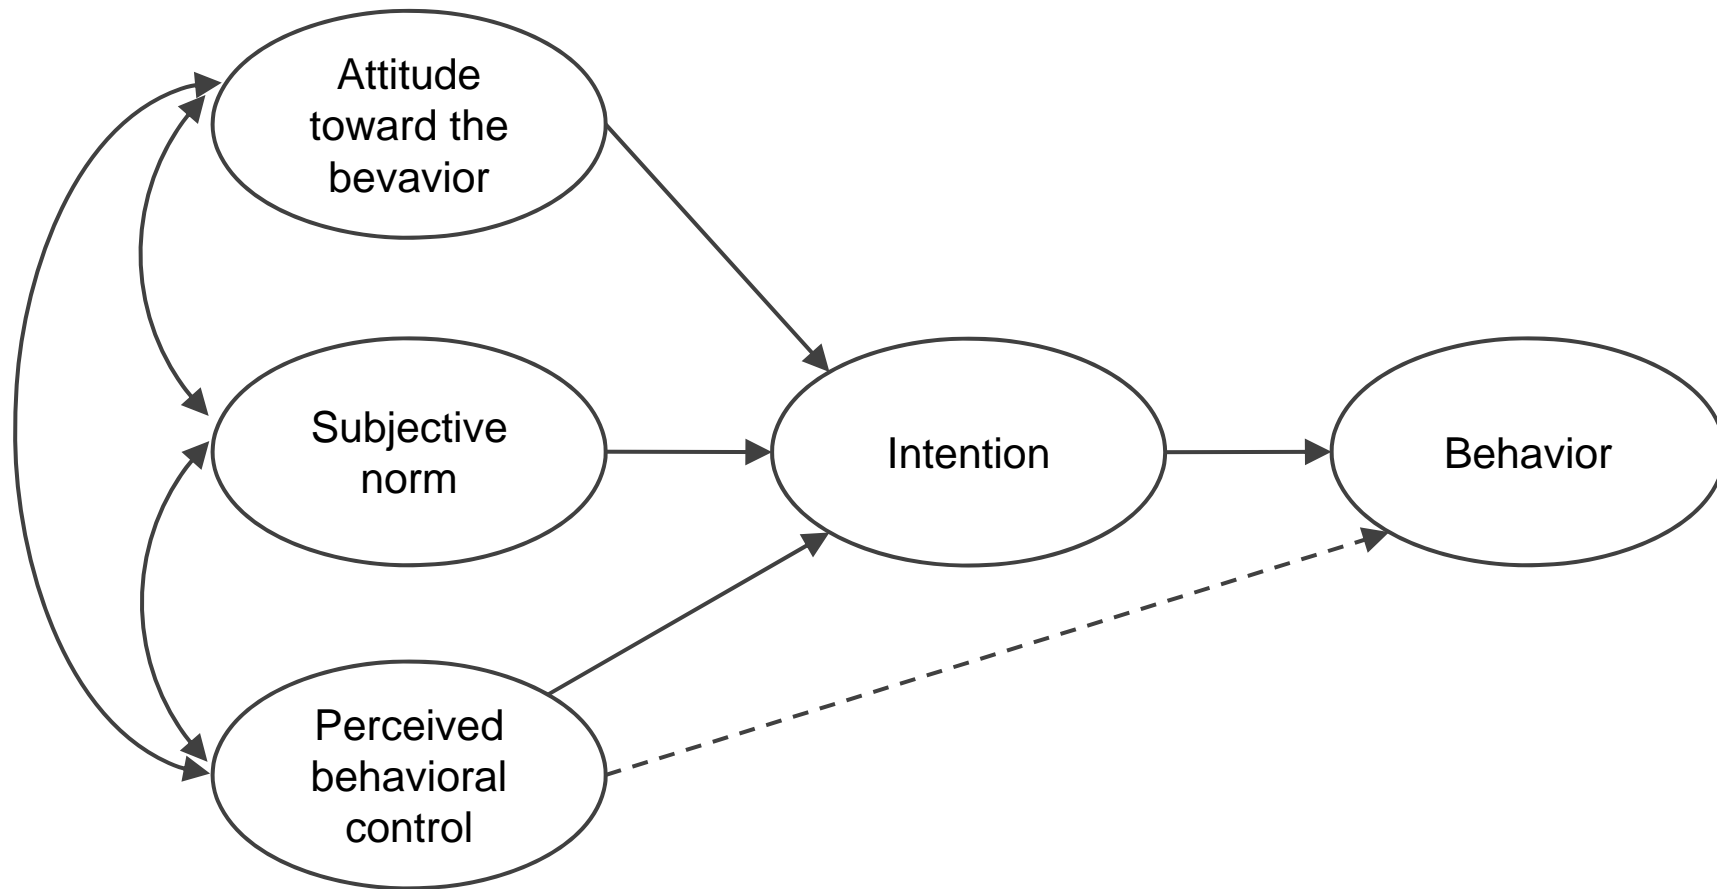 Attitude
toward the
bevavior
Subjective
norm
Intention
Behavior
Perceived
behavioral
control